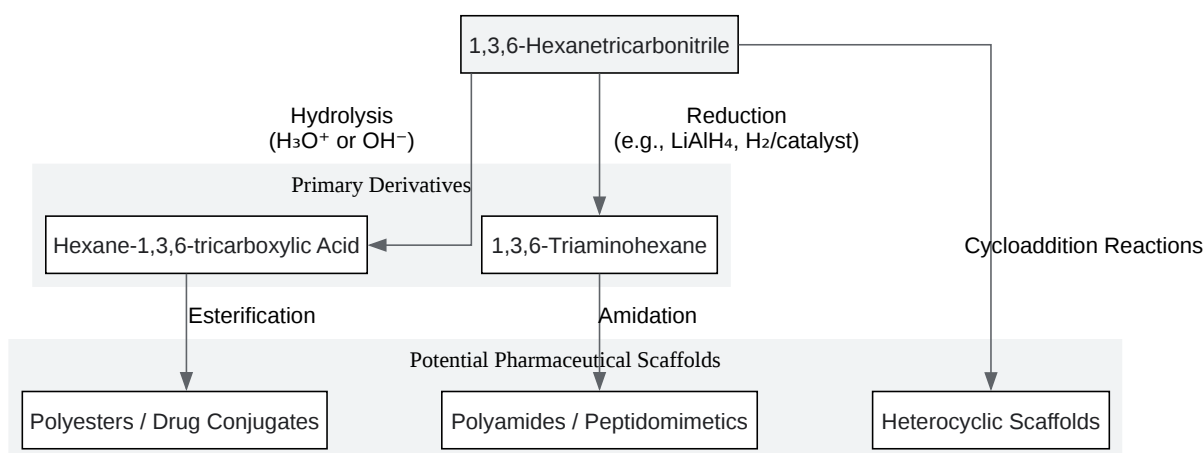 1,3,6-Hexanetricarbonitrile
Hydrolysis
(H₃O⁺ or OH⁻)
Reduction
(e.g., LiAlH₄, H₂/catalyst)
Primary Derivatives
Hexane-1,3,6-tricarboxylic Acid
1,3,6-Triaminohexane
Cycloaddition Reactions
Esterification
Amidation
Potential Pharmaceutical Scaffolds
Polyesters / Drug Conjugates
Polyamides / Peptidomimetics
Heterocyclic Scaffolds